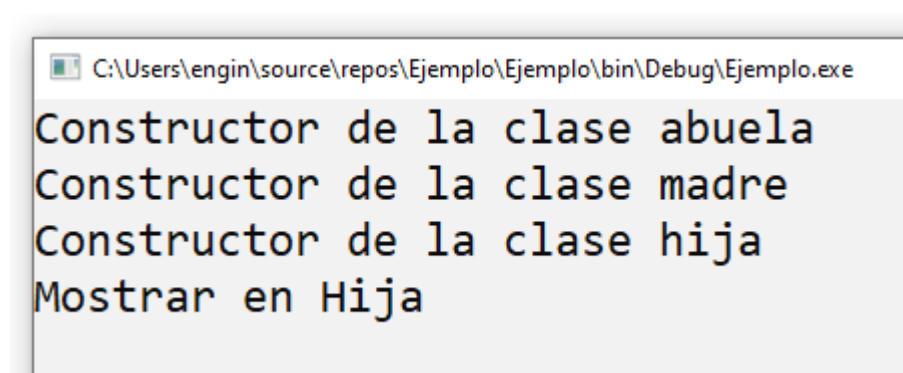 C:\Users\engin\source\repos\Ejemplo\Ejemplo\bin\Debug\Ejemplo.exe
Constructor de la clase abuela
Constructor de la clase madre
Constructor de la clase hija
Mostrar en Hija